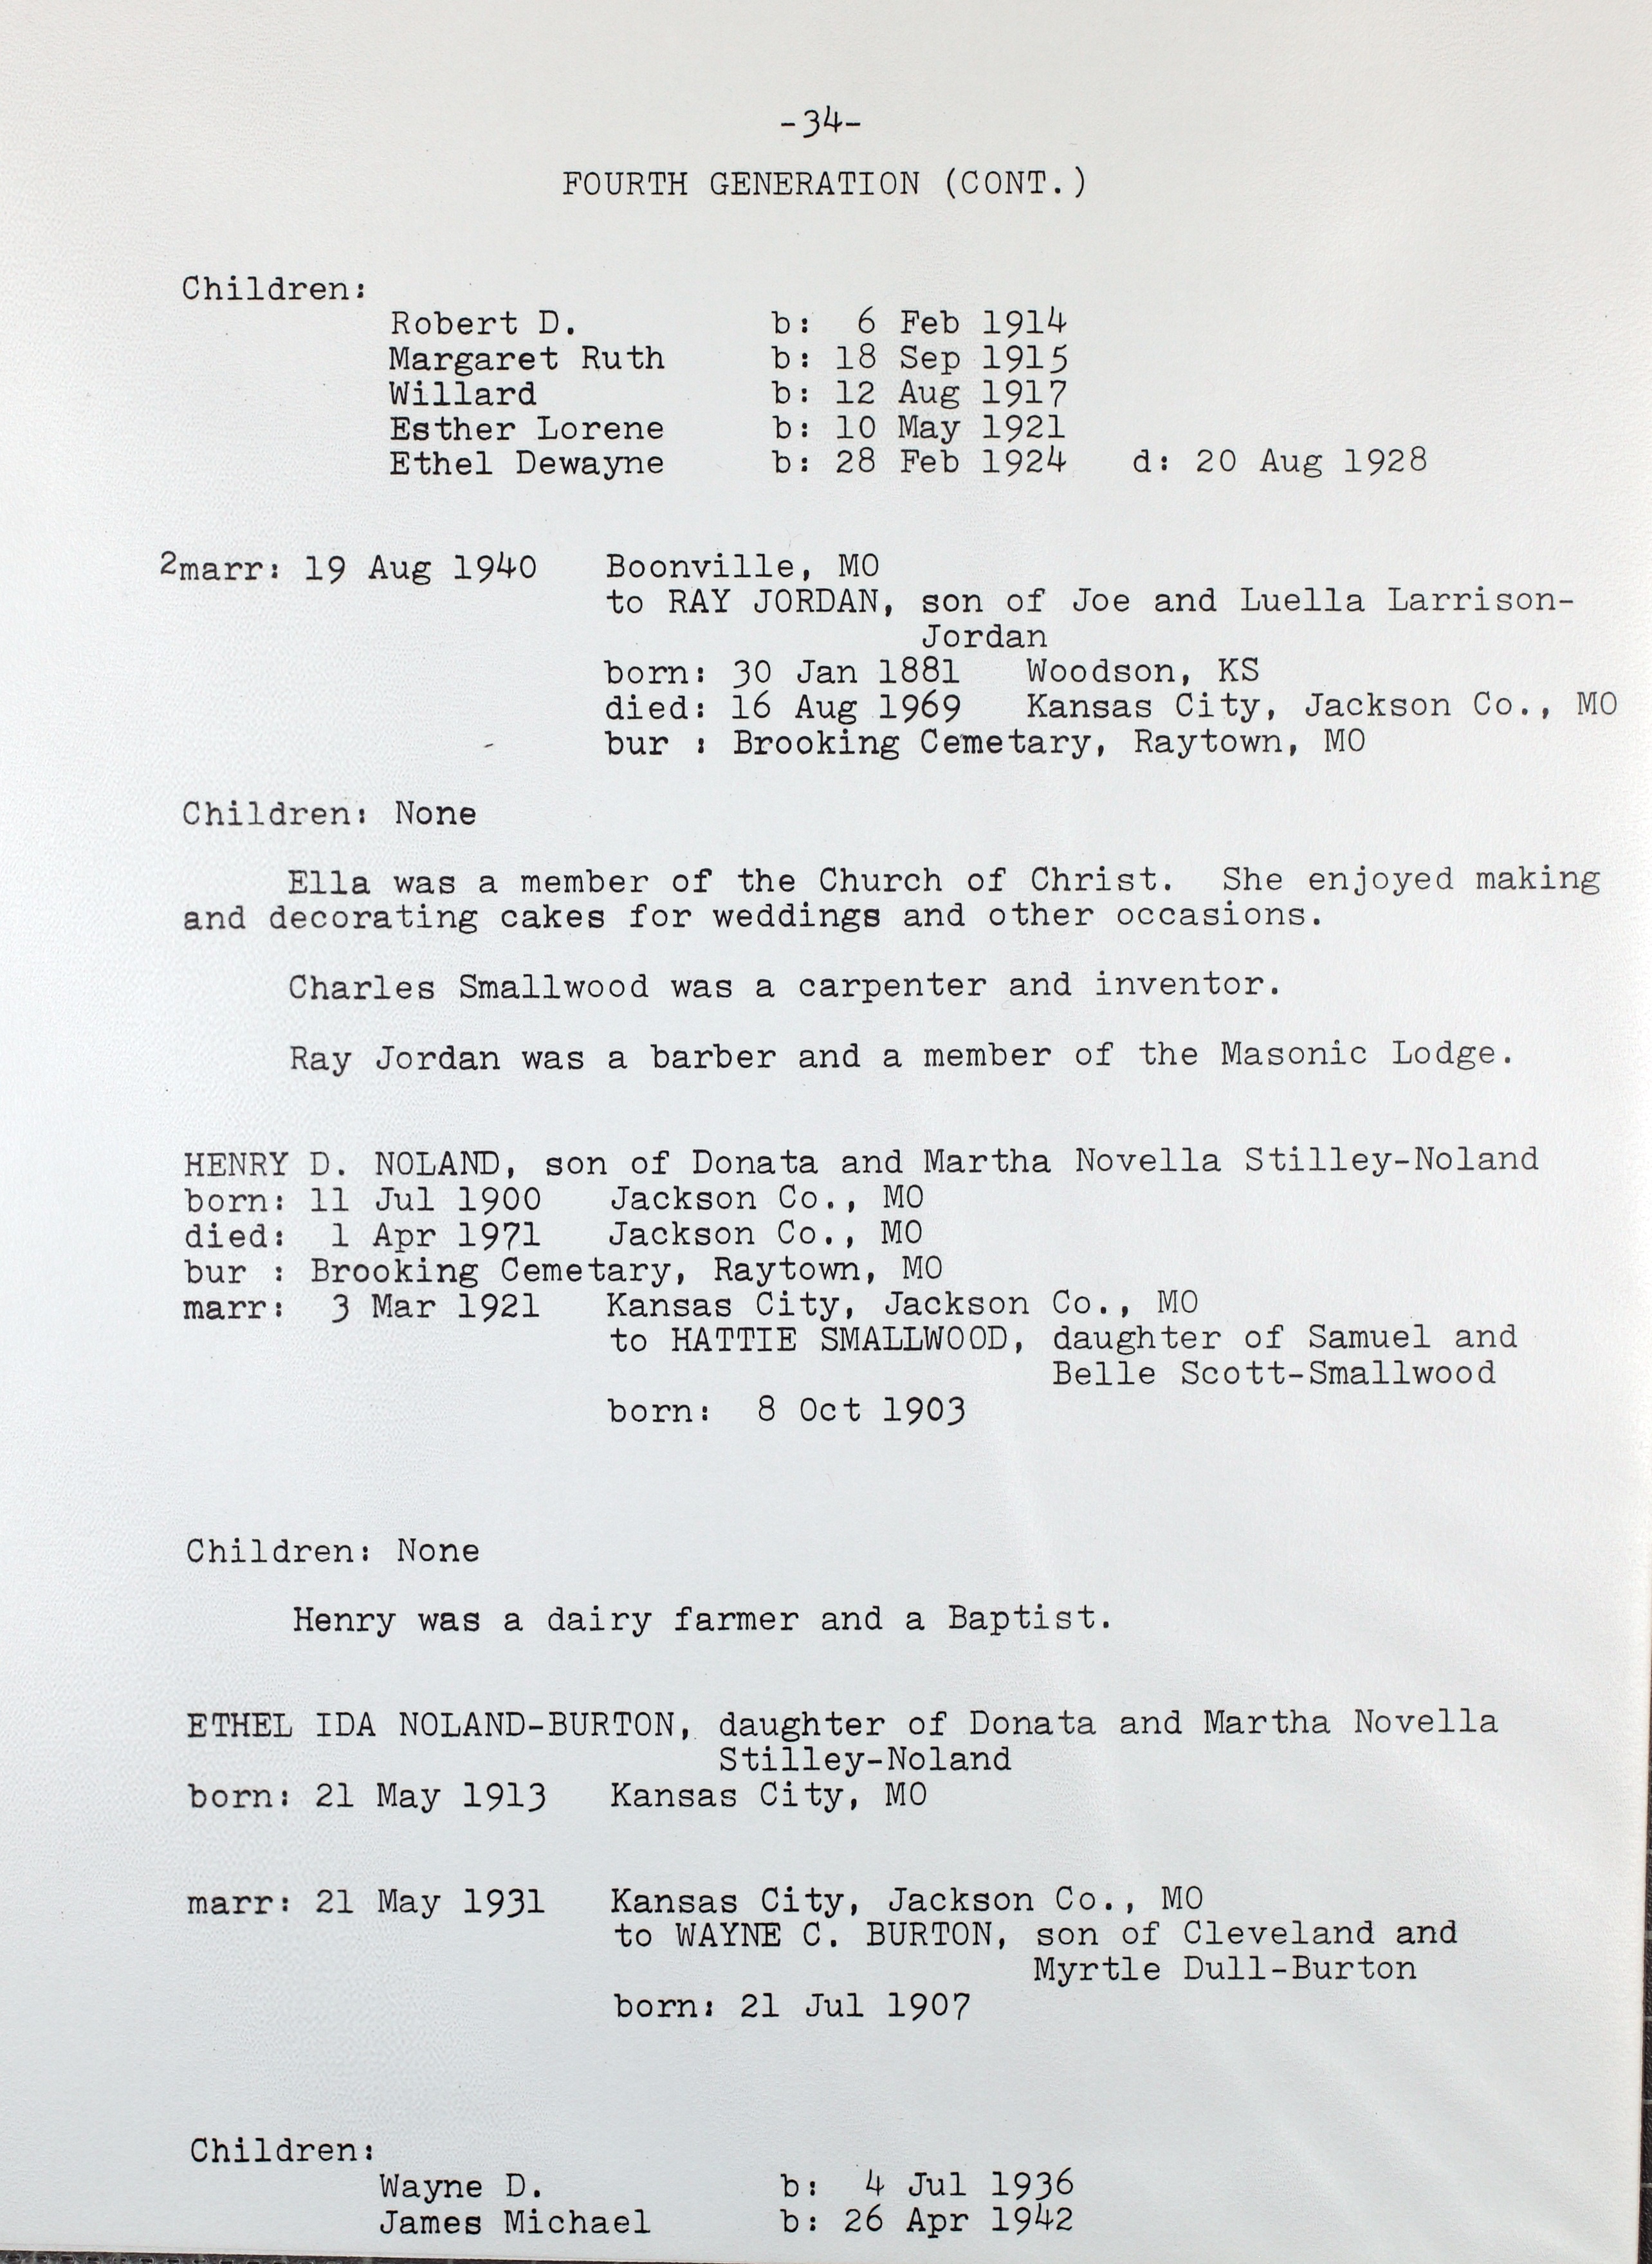 -34-
FOURTH GENERATION (CONT.)
Children:
Robert D. b: 6 Feb 1914
Margaret Ruth b: 18 Sep 1915
Willard b: 12 Aug 1917
Esther Lorene b: 10 May 1921
Ethel Dewayne b: 28 Feb 1924 d: 20 Aug 1928
2marr: 19 Aug 1940 Boonville, MO
to RAY JORDAN, son of Joe and Luella Larrison-
Jordan
born: 30 Jan 1881 Woodson, KS
died: 16 Aug 1969 Kansas City, Jackson Co., MO
bur : Brooking Cemetary, Raytown, MO
Children: None
Ella was a member of the Church of Christ. She enjoyed making
and decorating cakes for weddings and other occasions.
Charles Smallwood was a carpenter and inventor.
Ray Jordan was a barber and a member of the Masonic Lodge.
HENRY D. NOLAND, son of Donata and Martha Novella Stilley-Noland
born: 11 Jul 1900 Jackson Co., MO
died: 1 Apr 1971 Jackson Co., MO
bur : Brooking Cemetary, Raytown, MO
marr: 3 Mar 1921 Kansas City, Jackson Co., MO
to HATTIE SMALLWOOD, daughter of Samuel and
Belle Scott-Smallwood
born: 8 Oct 1903
Children: None
Henry was a dairy farmer and a Baptist.
ETHEL IDA NOLAND-BURTON, daughter of Donata and Martha Novella
Stilley-Noland
born: 21 May 1913 Kansas City, MO
marr: 21 May 1931 Kansas City, Jackson Co., MO
to WAYNE C. BURTON, son of Cleveland and
Myrtle Dull-Burton
born: 21 Jul 1907
Children:
Wayne D. b: 4 Jul 1936
James Michael b: 26 Apr 1942